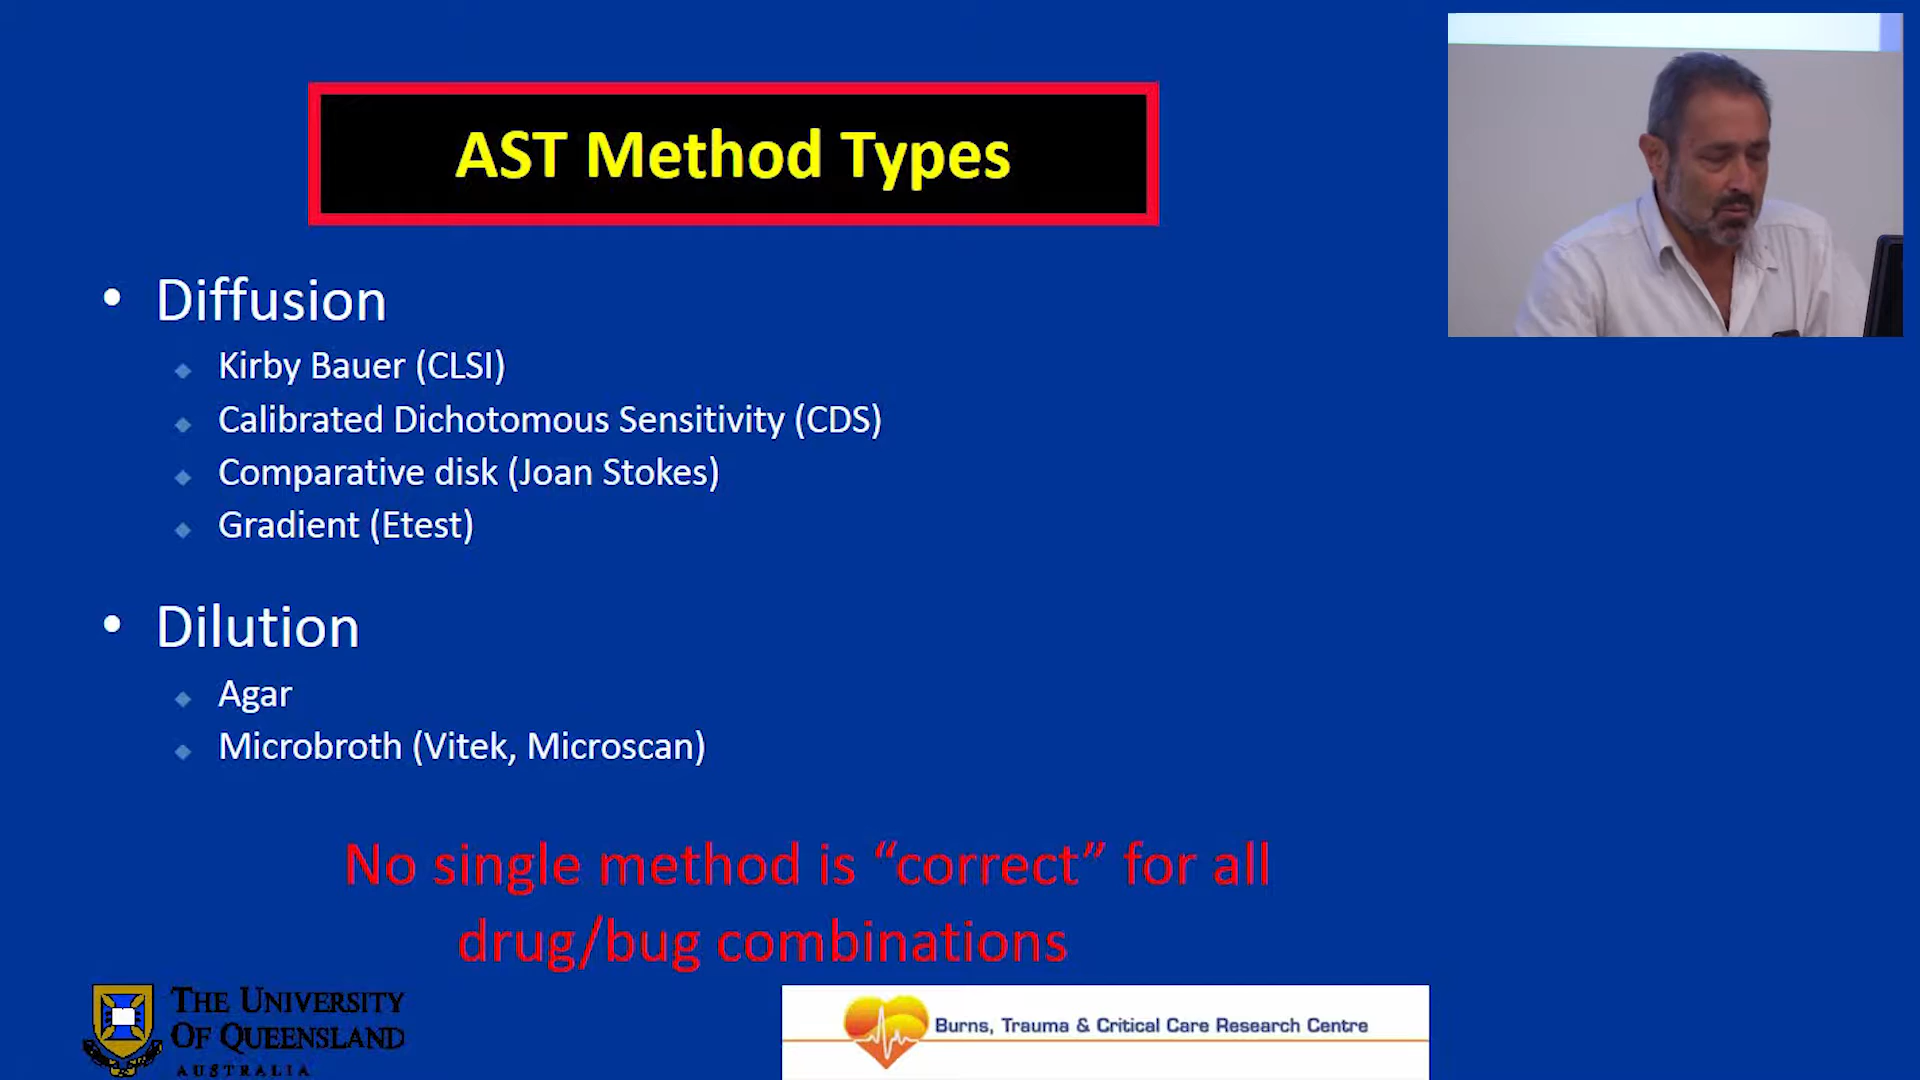 AST Method Types
• Diffusion
Kirby Bauer (CLSI)
Calibrated Dichotomous Sensitivity (CDS)
Comparative disk (Joan Stokes)
Gradient (Etest)
• Dilution
Agar
Microbroth (Vitek, Microscan)
No single method is “correct” for all
drug/bug combinations
THE UNIVERSITY
OF QUEENSLAND
AUSTRALIA
Burns, Trauma & Critical Care Research Centre